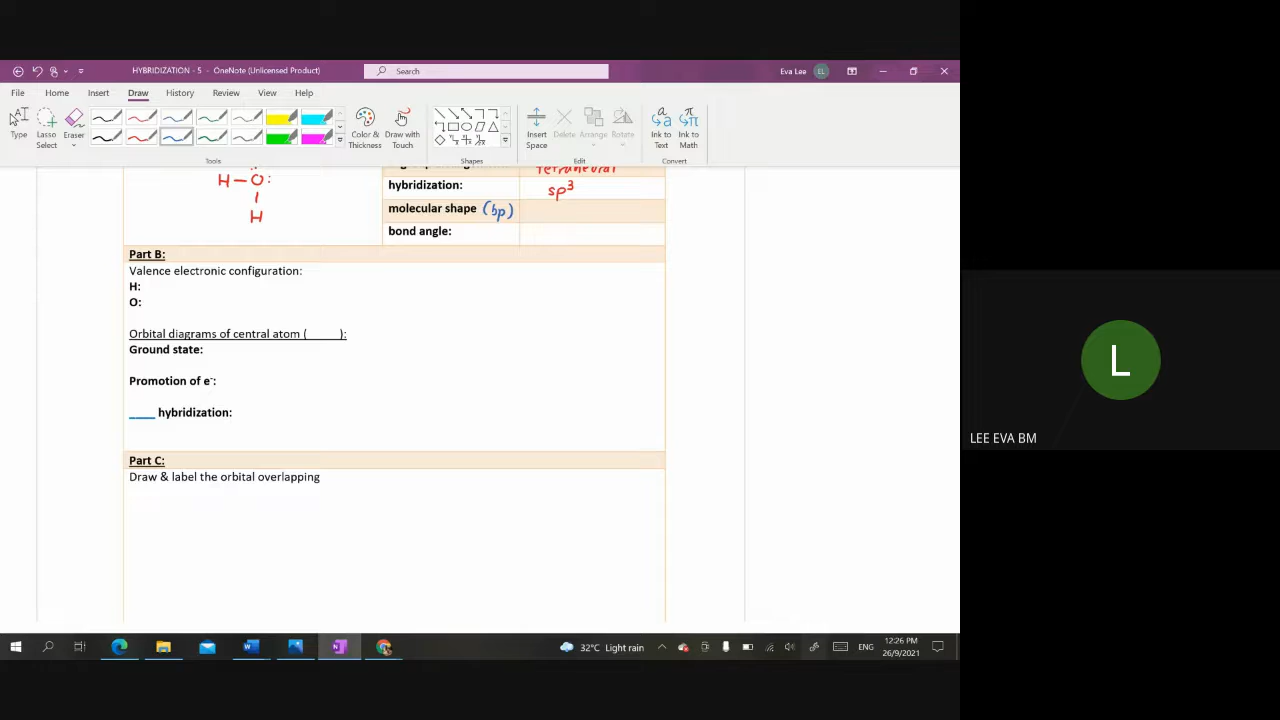 HYBRIDIZATION - 5 - OneNote (Unlicensed Product)
Search
Eva Lee
EL
File Home Insert Draw History Review View Help
Type
Lasso Select
Eraser
Color & Thickness
Draw with Touch
Insert Space
Delete
Arrange
Rotate
Ink to Text
Ink to Math
Tools
Shapes
Edit
Convert
tetrahedral
H – O :
H
hybridization: sp³
molecular shape (bp)
bond angle:
Part B:
Valence electronic configuration:
H:
O:
Orbital diagrams of central atom (_____):
Ground state:
Promotion of e⁻:
____ hybridization:
Part C:
Draw & label the orbital overlapping
L
LEE EVA BM
32°C Light rain
ENG
12:26 PM
26/9/2021